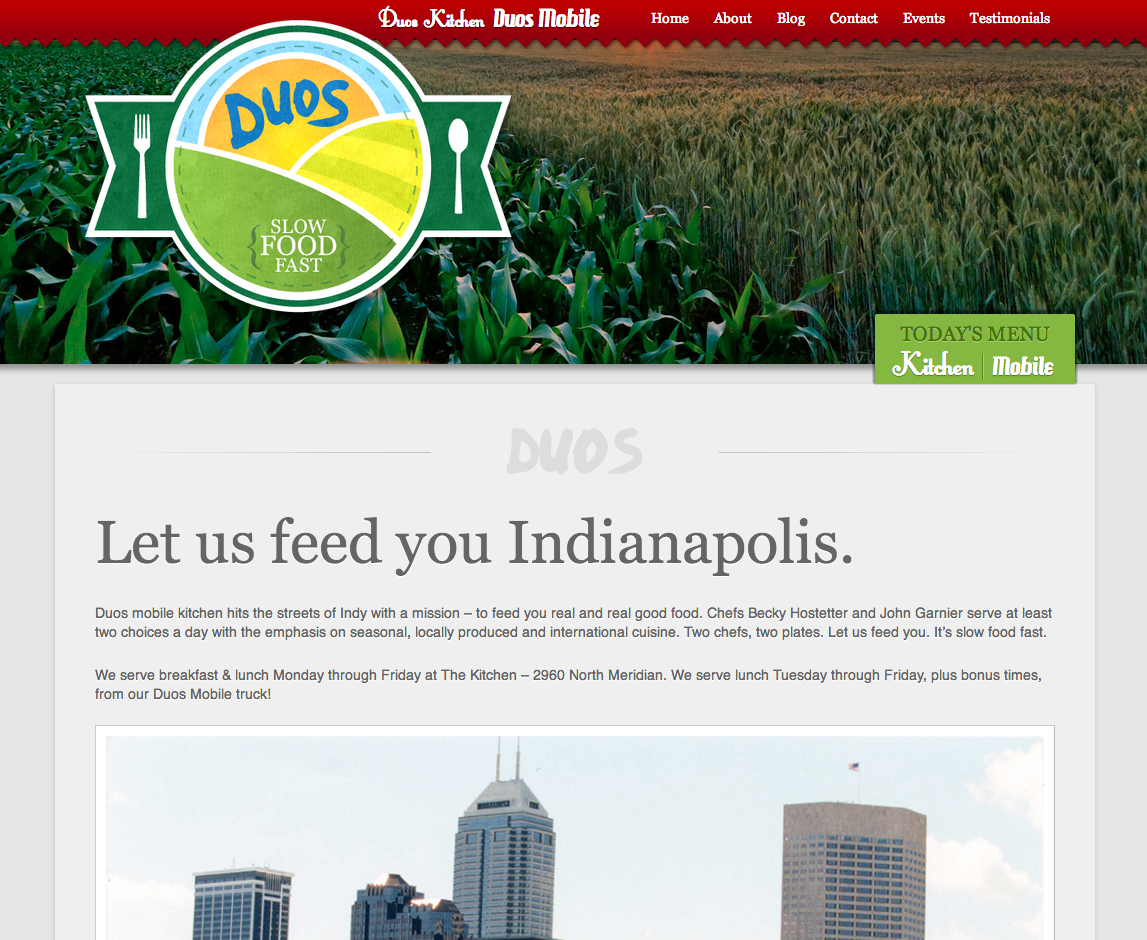 Duos Kitchen Duos Mobile Home About Blog Contact Events Testimonials
DUOS
{SLOW
FOOD
FAST}
TODAY'S MENU
Kitchen | Mobile
DUOS
Let us feed you Indianapolis.
Duos mobile kitchen hits the streets of Indy with a mission – to feed you real and real good food. Chefs Becky Hostetter and John Garnier serve at least
two choices a day with the emphasis on seasonal, locally produced and international cuisine. Two chefs, two plates. Let us feed you. It’s slow food fast.
We serve breakfast & lunch Monday through Friday at The Kitchen – 2960 North Meridian. We serve lunch Tuesday through Friday, plus bonus times,
from our Duos Mobile truck!